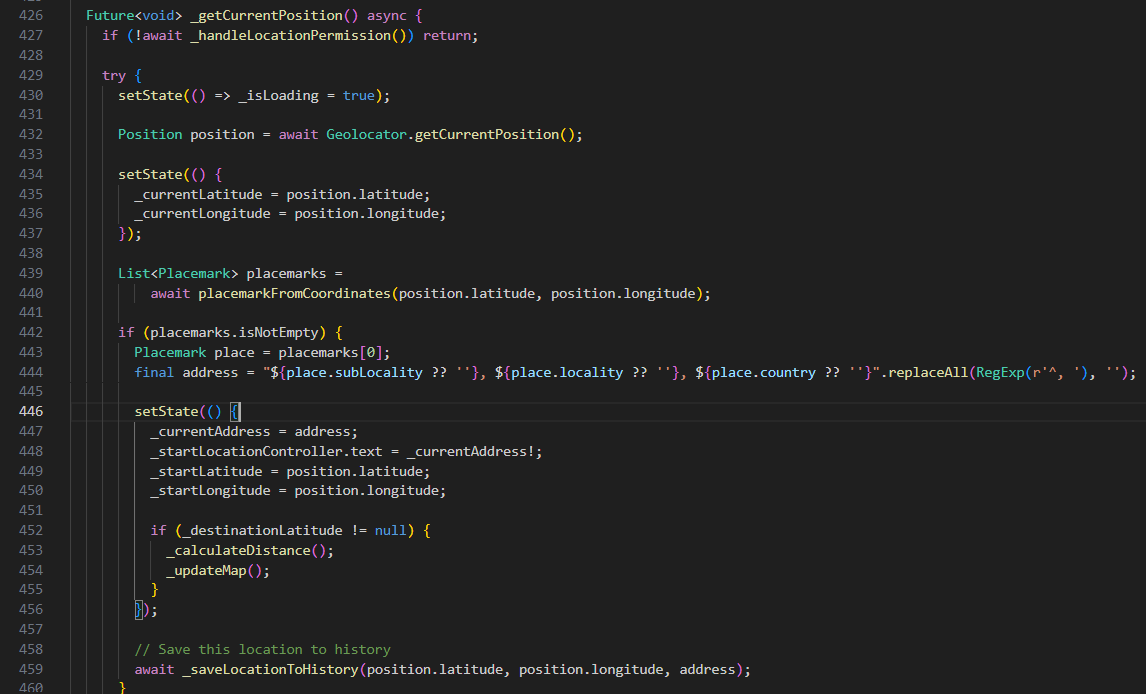 426 Future<void> _getCurrentPosition() async {
427 if (!await _handleLocationPermission()) return;
428
429 try {
430 setState(() => _isLoading = true);
431
432 Position position = await Geolocator.getCurrentPosition();
433
434 setState(() {
435 _currentLatitude = position.latitude;
436 _currentLongitude = position.longitude;
437 });
438
439 List<Placemark> placemarks =
440 await placemarkFromCoordinates(position.latitude, position.longitude);
441
442 if (placemarks.isNotEmpty) {
443 Placemark place = placemarks[0];
444 final address = "${place.subLocality ?? ''}, ${place.locality ?? ''}, ${place.country ?? ''}".replaceAll(RegExp(r'^, '), '');
445
446 setState(() {
447 _currentAddress = address;
448 _startLocationController.text = _currentAddress!;
449 _startLatitude = position.latitude;
450 _startLongitude = position.longitude;
451
452 if (_destinationLatitude != null) {
453 _calculateDistance();
454 _updateMap();
455 }
456 });
457
458 // Save this location to history
459 await _saveLocationToHistory(position.latitude, position.longitude, address);
460 }